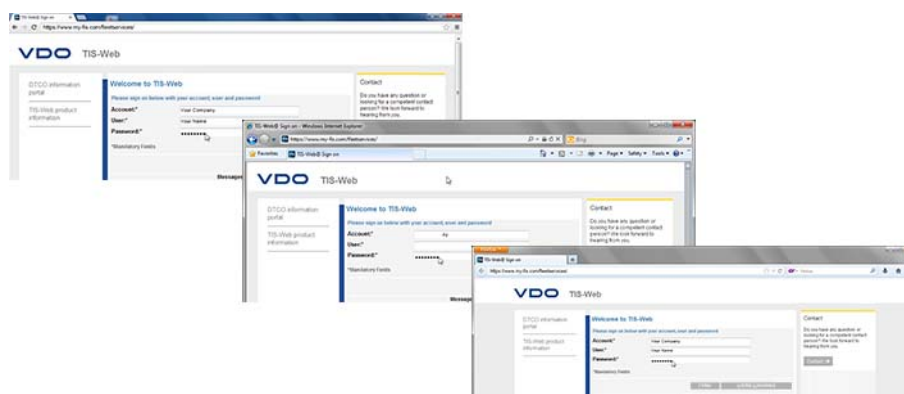 TIS-Web Sign on
https://www.my-fis.com/fleetservices/
VDO TIS-Web
DTCO information
portal
TIS-Web product
information
Welcome to TIS-Web
Please sign on below with your account, user and password
Account:*
Your Company
User:*
Your Name
Password:*
*Mandatory Fields
Messages
Contact
Do you have any question or
looking for a competent contact
person? We look forward to
hearing from you.
TIS-Web® Sign on - Windows Internet Explorer
https://www.my-fis.com/fleetservices/
Bing
Favorites
TIS-Web® Sign on
Page
Safety
Tools
VDO TIS-Web
DTCO information
portal
TIS-Web product
information
Welcome to TIS-Web
Please sign on below with your account, user and password
Account:*
User:*
Password:*
*Mandatory Fields
Message
Contact
Do you have any question or
looking for a competent contact
person? We look forward to
hearing from you.
TIS-Web® Sign on
https://www.my-fis.com/fleetservices/
VDO TIS-Web
DTCO information
portal
TIS-Web product
information
Welcome to TIS-Web
Please sign on below with your account, user and password
Account:*
Your Company
User:*
Your Name
Password:*
*Mandatory Fields
Contact
Do you have any question or
looking for a competent contact
person? We look forward to
hearing from you.
Contact